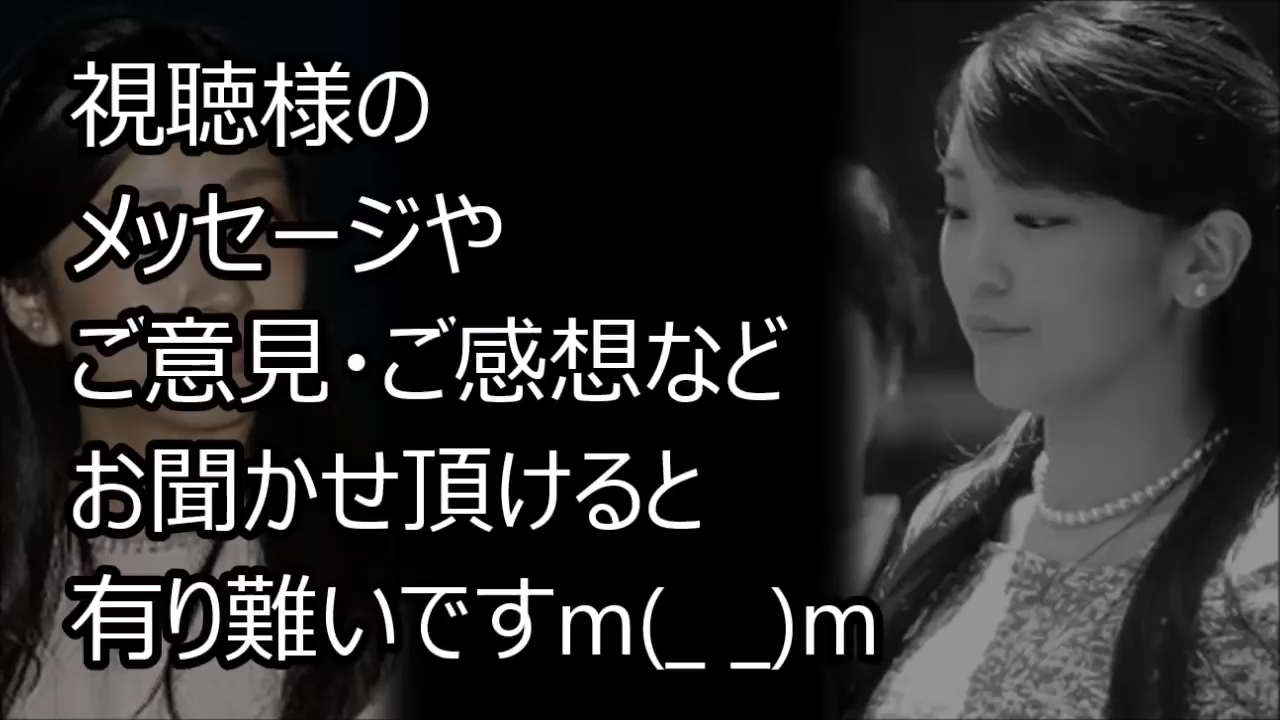 視聴様の
メッセージや
ご意見・ご感想など
お聞かせ頂けると
有り難いですm(_ _)m